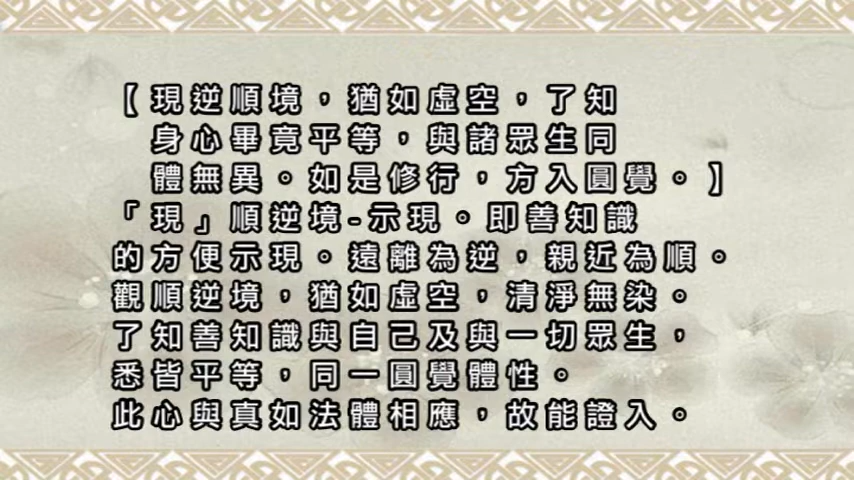 【現逆順境，猶如虛空，了知
身心畢竟平等，與諸眾生同
體無異。如是修行，方入圓覺。】
「現」順逆境-示現。即善知識
的方便示現。遠離為逆，親近為順。
觀順逆境，猶如虛空，清淨無染。
了知善知識與自己及與一切眾生，
悉皆平等，同一圓覺體性。
此心與真如法體相應，故能證入。